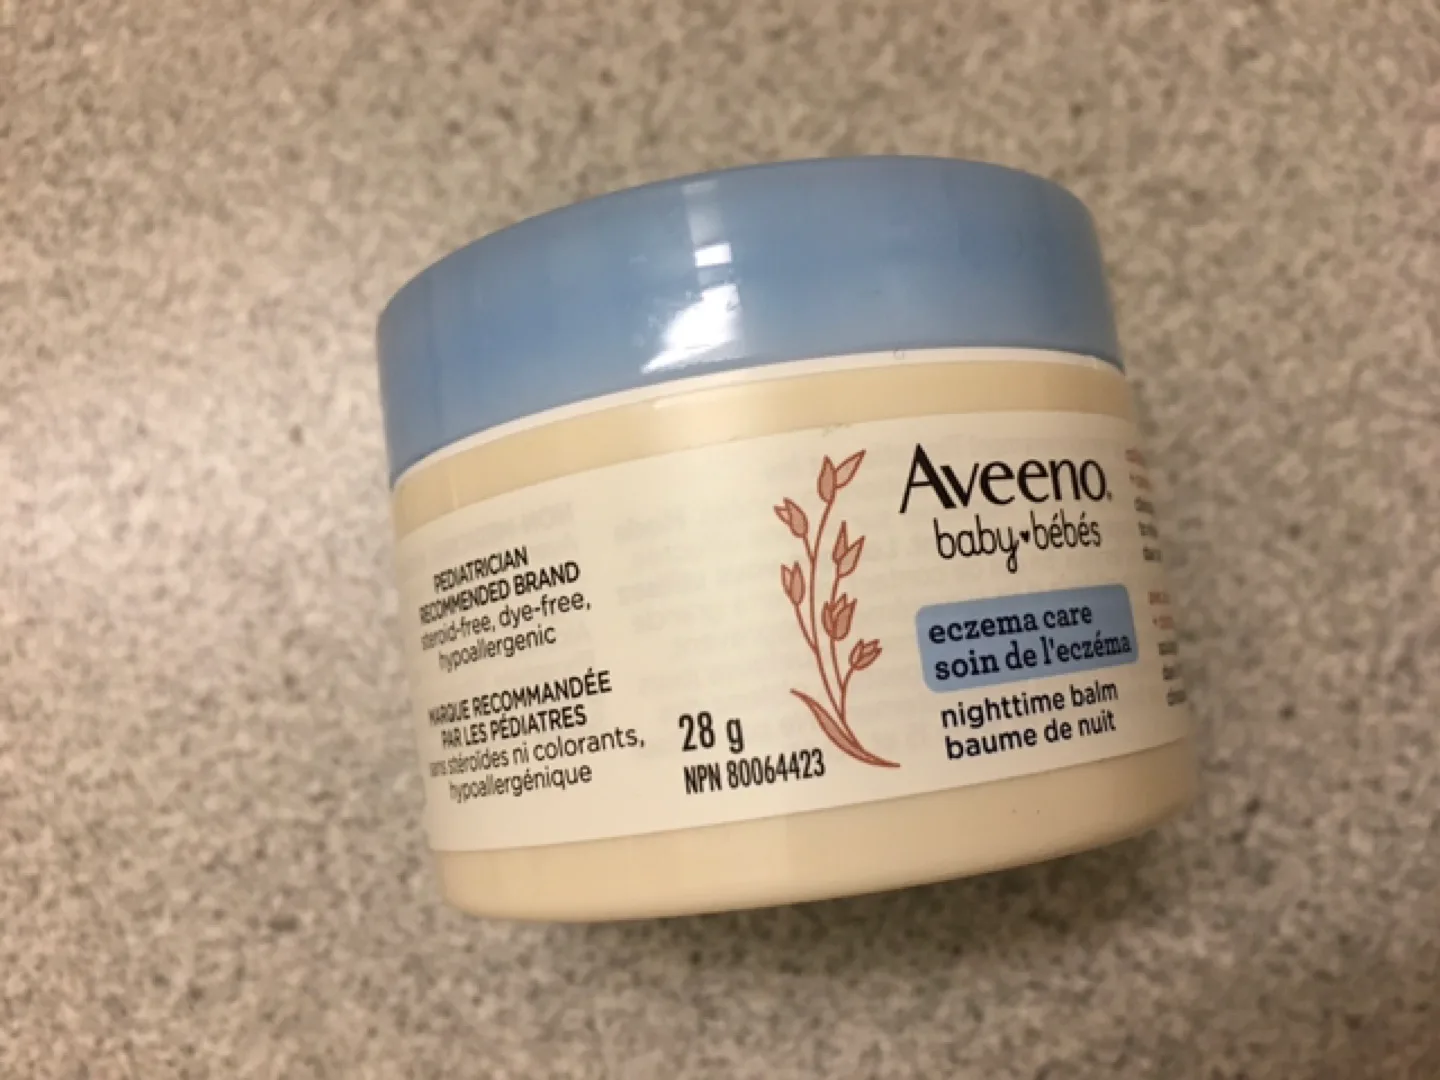 PEDIATRICIAN
RECOMMENDED BRAND
steroid-free, dye-free,
hypoallergenic
MARQUE RECOMMANDÉE
PAR LES PÉDIATRES
stéroïdes ni colorants,
hypoallergénique
28 g
NPN 80064423
Aveeno®
baby♥bébés
eczema care
soin de l'eczéma
nighttime balm
baume de nuit